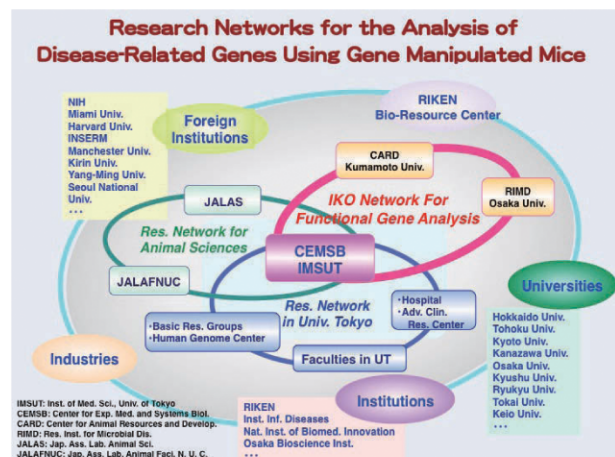 Research Networks for the Analysis of
Disease-Related Genes Using Gene Manipulated Mice
NIH
Miami Univ.
Harvard Univ.
INSERM
Manchester Univ.
Kirin Univ.
Yang-Ming Univ.
Seoul National
Univ.
...
Foreign
Institutions
RIKEN
Bio-Resource Center
CARD
Kumamoto Univ.
RIMD
Osaka Univ.
JALAS
IKO Network For
Functional Gene Analysis
Res. Network for
Animal Sciences
CEMSB
IMSUT
JALAFNUC
Res. Network
in Univ. Tokyo
・Hospital
・Adv. Clin.
Res. Center
・Basic Res. Groups
・Human Genome Center
Faculties in UT
Universities
Hokkaido Univ.
Tohoku Univ.
Kyoto Univ.
Kanazawa Univ.
Osaka Univ.
Kyushu Univ.
Ryukyu Univ.
Tokai Univ.
Keio Univ.
...
Industries
Institutions
RIKEN
Inst. Inf. Diseases
Nat. Inst. of Biomed. Innovation
Osaka Bioscience Inst.
...
IMSUT: Inst. of Med. Sci., Univ. of Tokyo
CEMSB: Center for Exp. Med. and Systems Biol.
CARD: Center for Animal Resources and Develop.
RIMD: Res. Inst. for Microbial Dis.
JALAS: Jap. Ass. Lab. Animal Sci.
JALAFNUC: Jap. Ass. Lab. Animal Faci. N. U. C.